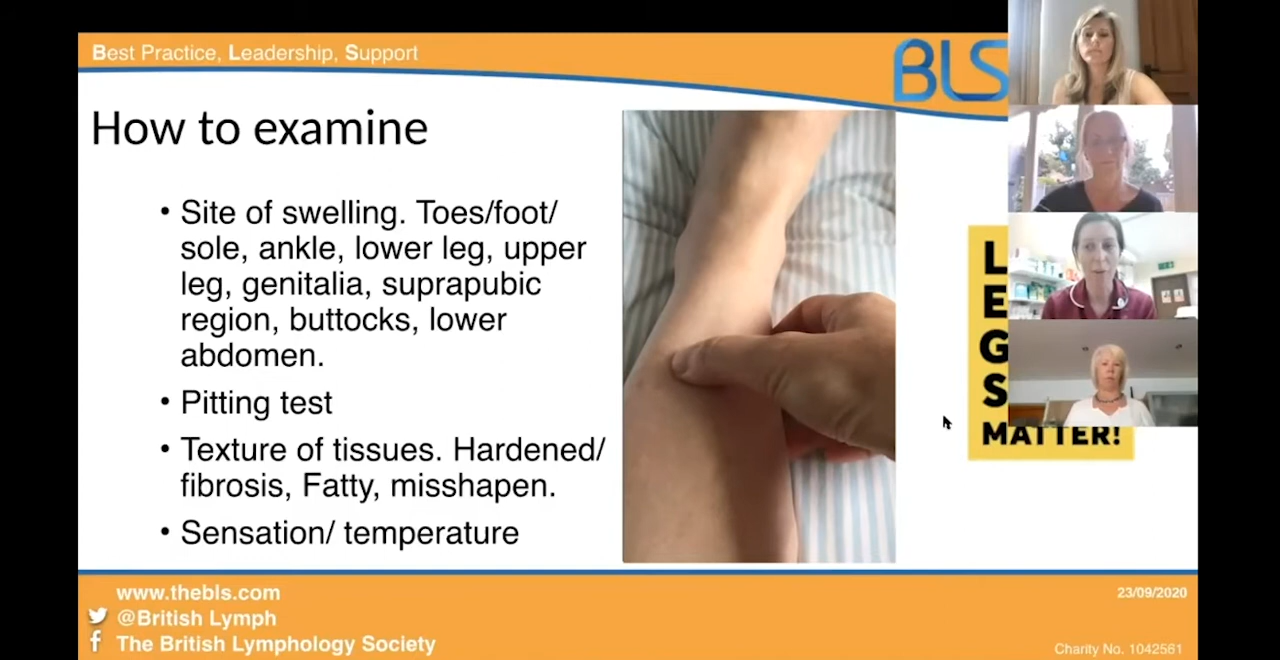 Best Practice, Leadership, Support
BLS
How to examine
• Site of swelling. Toes/foot/
sole, ankle, lower leg, upper
leg, genitalia, suprapubic
region, buttocks, lower
abdomen.
• Pitting test
• Texture of tissues. Hardened/
fibrosis, Fatty, misshapen.
• Sensation/ temperature
L
E
G
S
MATTER!
www.thebls.com
23/09/2020
@British Lymph
The British Lymphology Society
Charity No. 1042561